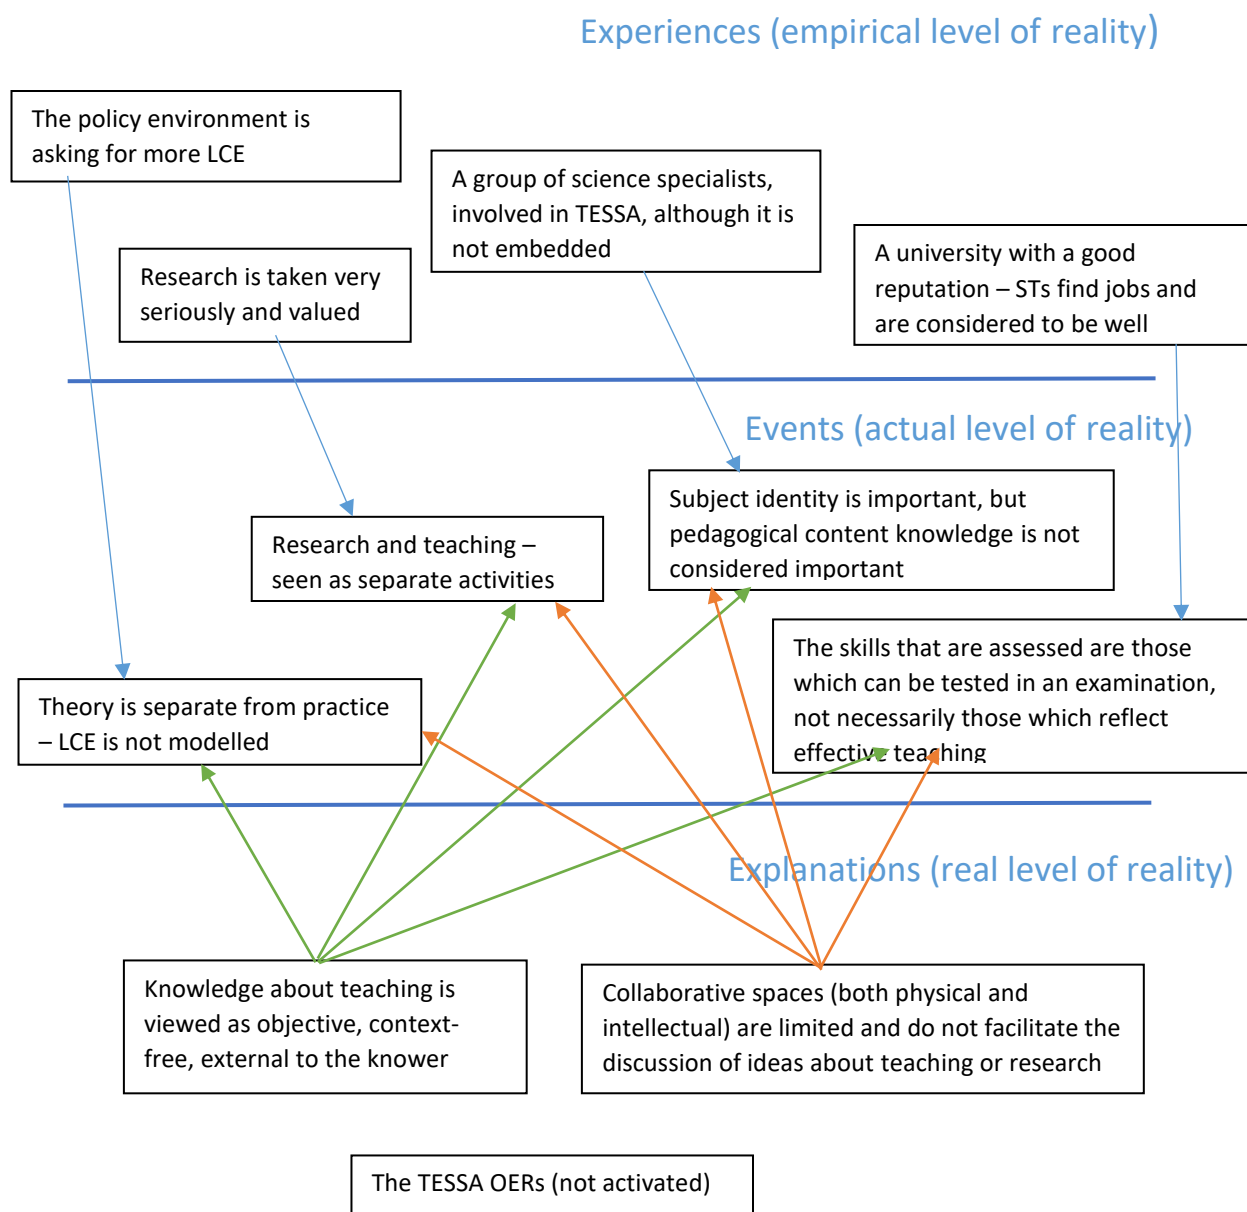 Experiences (empirical level of reality)
The policy environment is
asking for more LCE
A group of science specialists,
involved in TESSA, although it is
not embedded
Research is taken very
seriously and valued
A university with a good
reputation – STs find jobs and
are considered to be well
Events (actual level of reality)
Subject identity is important, but
pedagogical content knowledge is not
considered important
Research and teaching –
seen as separate activities
The skills that are assessed are those
which can be tested in an examination,
not necessarily those which reflect
effective teaching
Theory is separate from practice
– LCE is not modelled
Explanations (real level of reality)
Knowledge about teaching is
viewed as objective, context-
free, external to the knower
Collaborative spaces (both physical and
intellectual) are limited and do not facilitate the
discussion of ideas about teaching or research
The TESSA OERs (not activated)